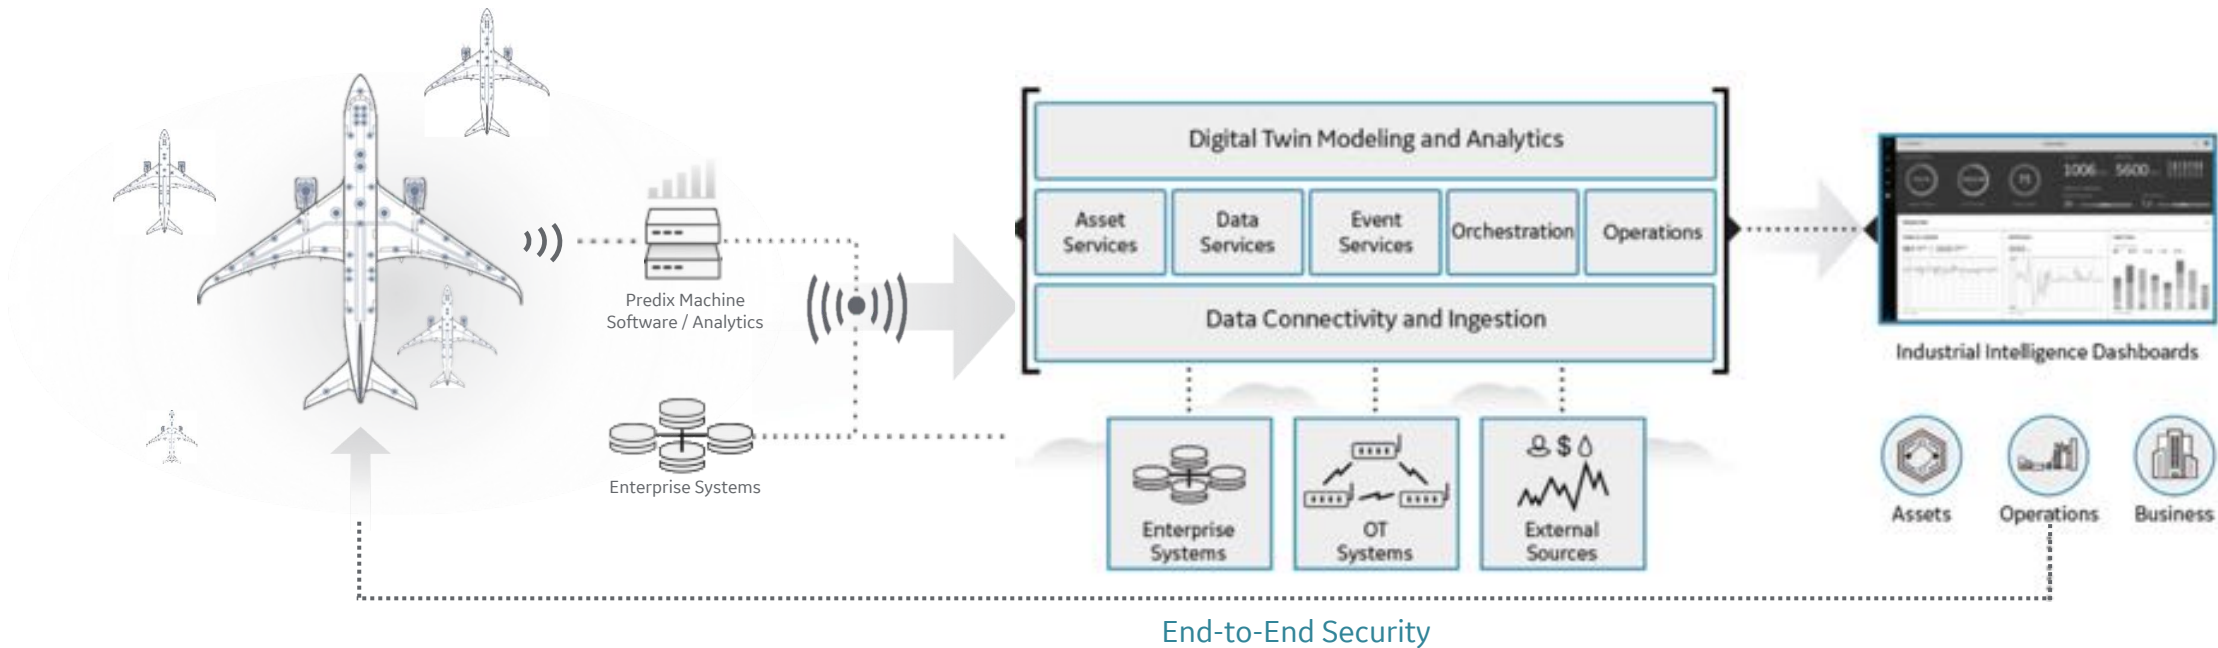 Digital Twin Modeling and Analytics
Asset
Services
Data
Services
Event
Services
Orchestration
Operations
Data Connectivity and Ingestion
Predix Machine
Software / Analytics
Enterprise Systems
Enterprise
Systems
OT
Systems
$
External
Sources
1006
5600
Industrial Intelligence Dashboards
Assets
Operations
Business
End-to-End Security